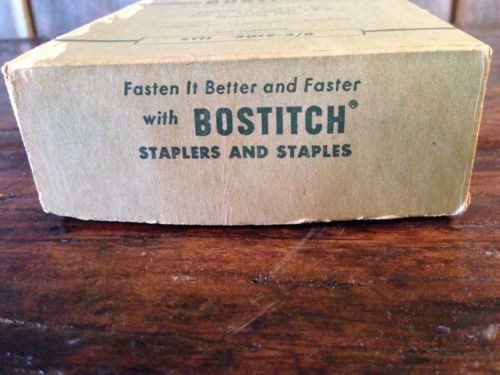 Fasten It Better and Faster
with BOSTITCH®
STAPLERS AND STAPLES